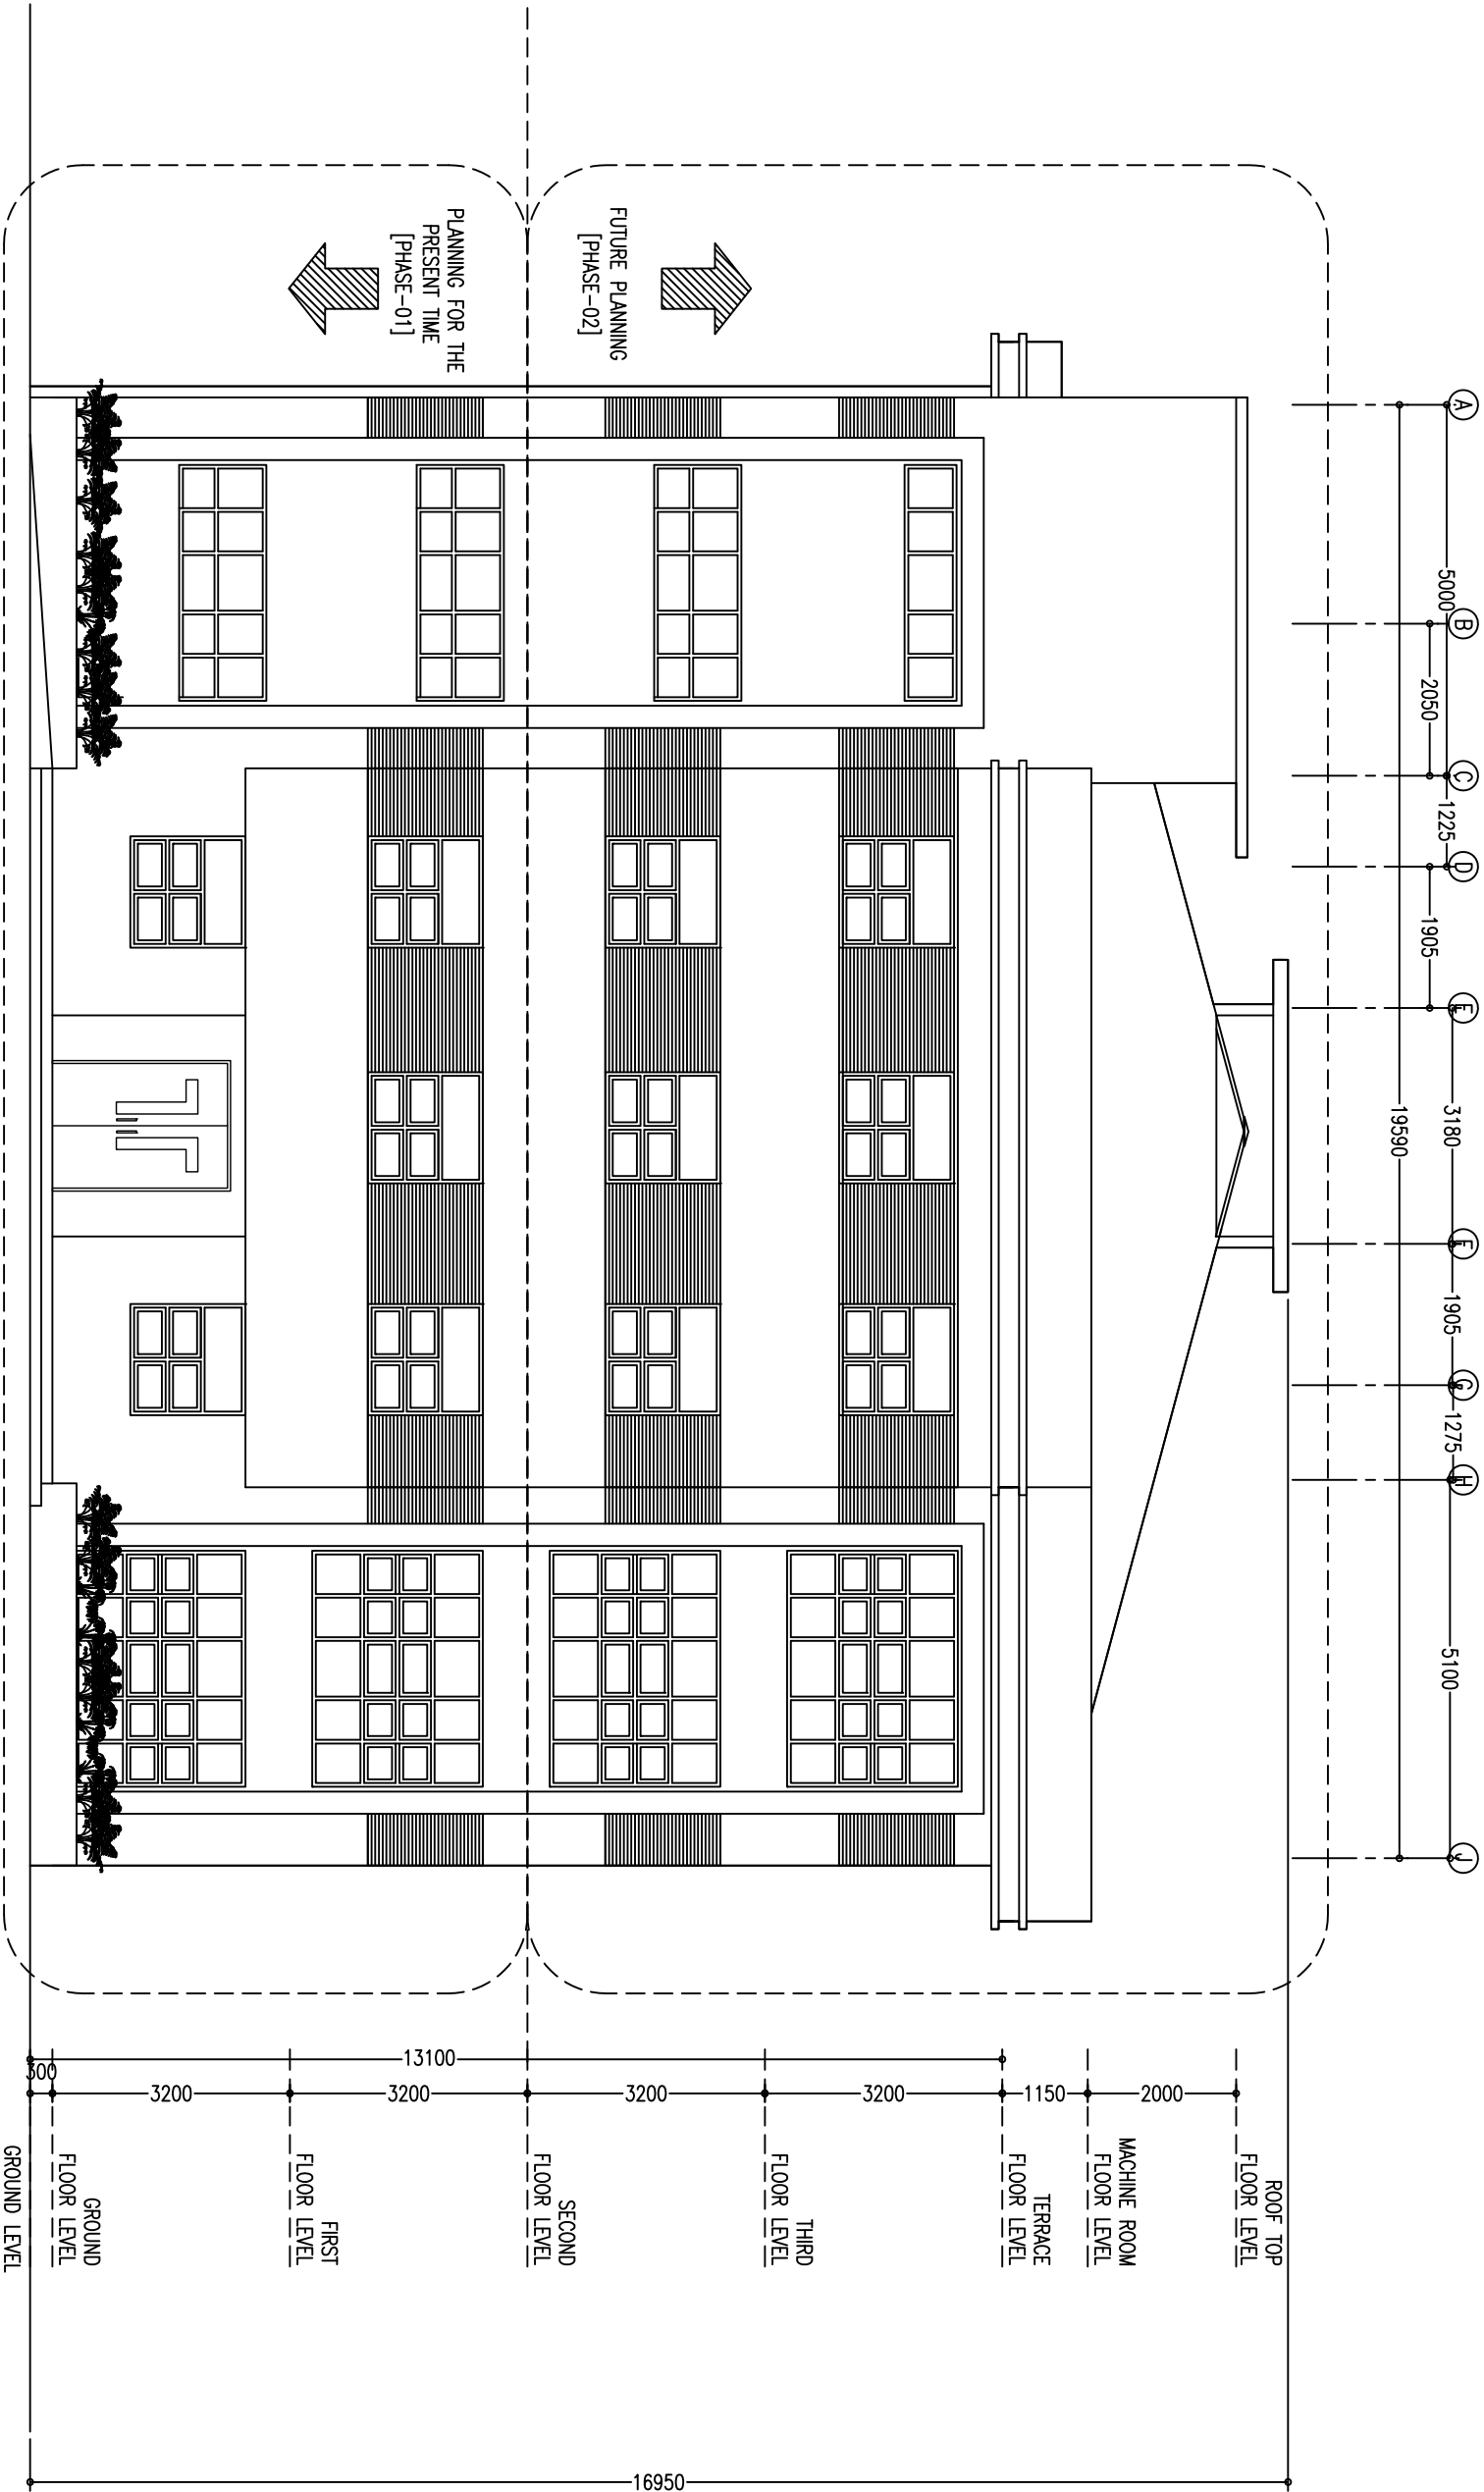 A
B
C
D
E
F
G
H
J
5000
1225
3180
1905
1275
5100
2050
1905
19590
FUTURE PLANNING
[PHASE-02]
PLANNING FOR THE
PRESENT TIME
[PHASE-01]
ROOF TOP
FLOOR LEVEL
2000
MACHINE ROOM
FLOOR LEVEL
1150
TERRACE
FLOOR LEVEL
3200
THIRD
FLOOR LEVEL
3200
SECOND
FLOOR LEVEL
3200
FIRST
FLOOR LEVEL
3200
GROUND
FLOOR LEVEL
300
GROUND LEVEL
13100
16950